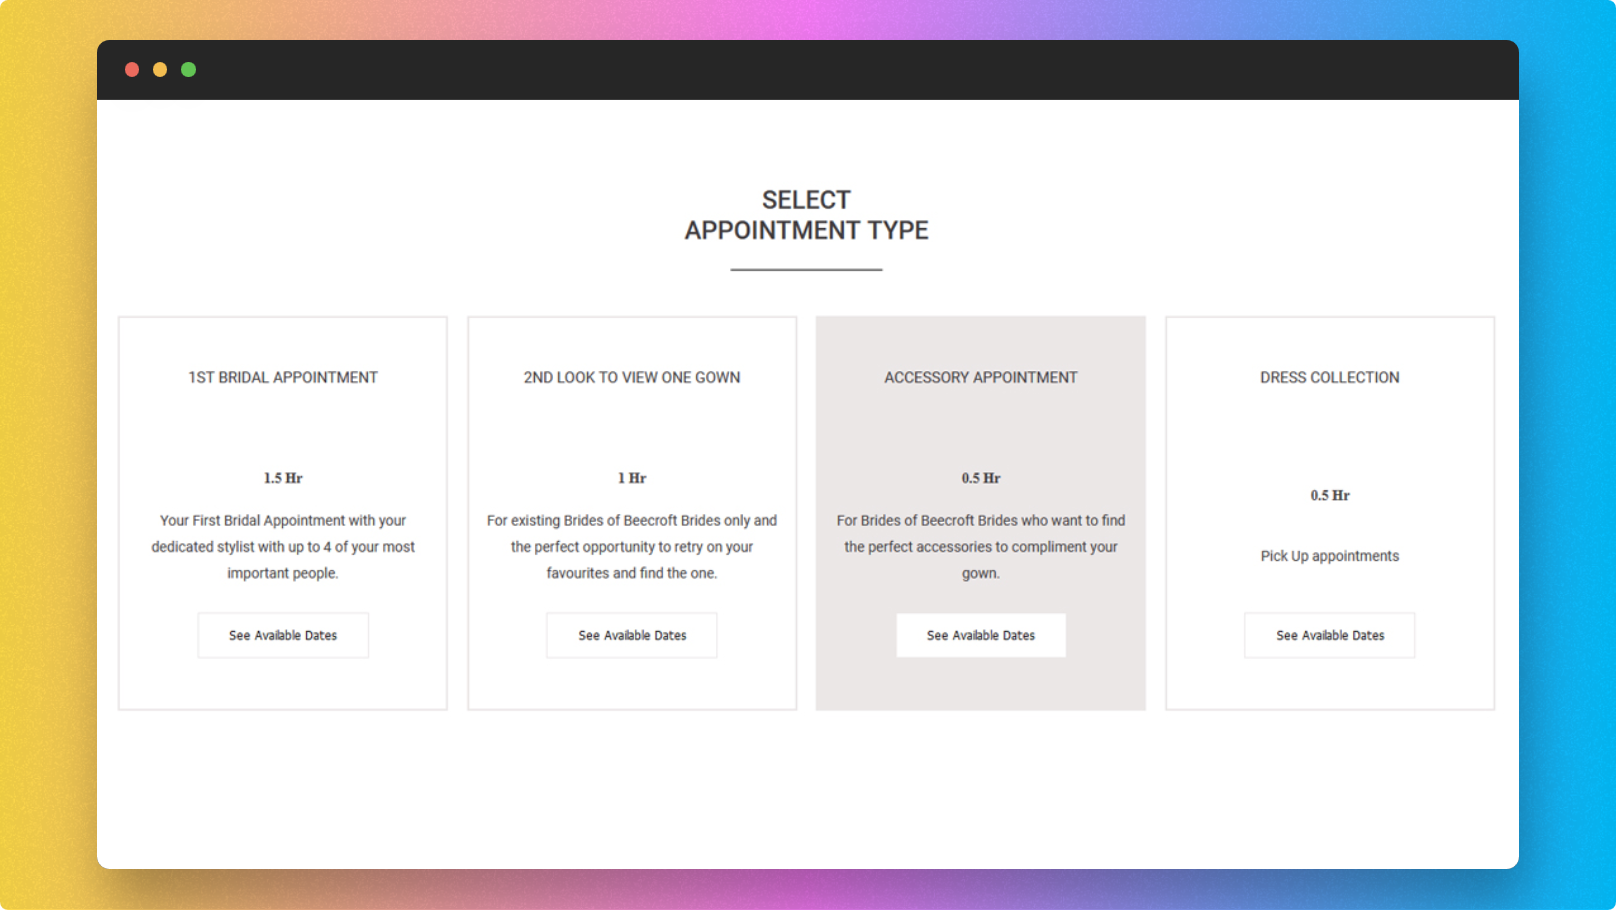 SELECT
APPOINTMENT TYPE
1ST BRIDAL APPOINTMENT
1.5 Hr
Your First Bridal Appointment with your
dedicated stylist with up to 4 of your most
important people.
See Available Dates
2ND LOOK TO VIEW ONE GOWN
1 Hr
For existing Brides of Beecroft Brides only and
the perfect opportunity to retry on your
favourites and find the one.
See Available Dates
ACCESSORY APPOINTMENT
0.5 Hr
For Brides of Beecroft Brides who want to find
the perfect accessories to compliment your
gown.
See Available Dates
DRESS COLLECTION
0.5 Hr
Pick Up appointments
See Available Dates